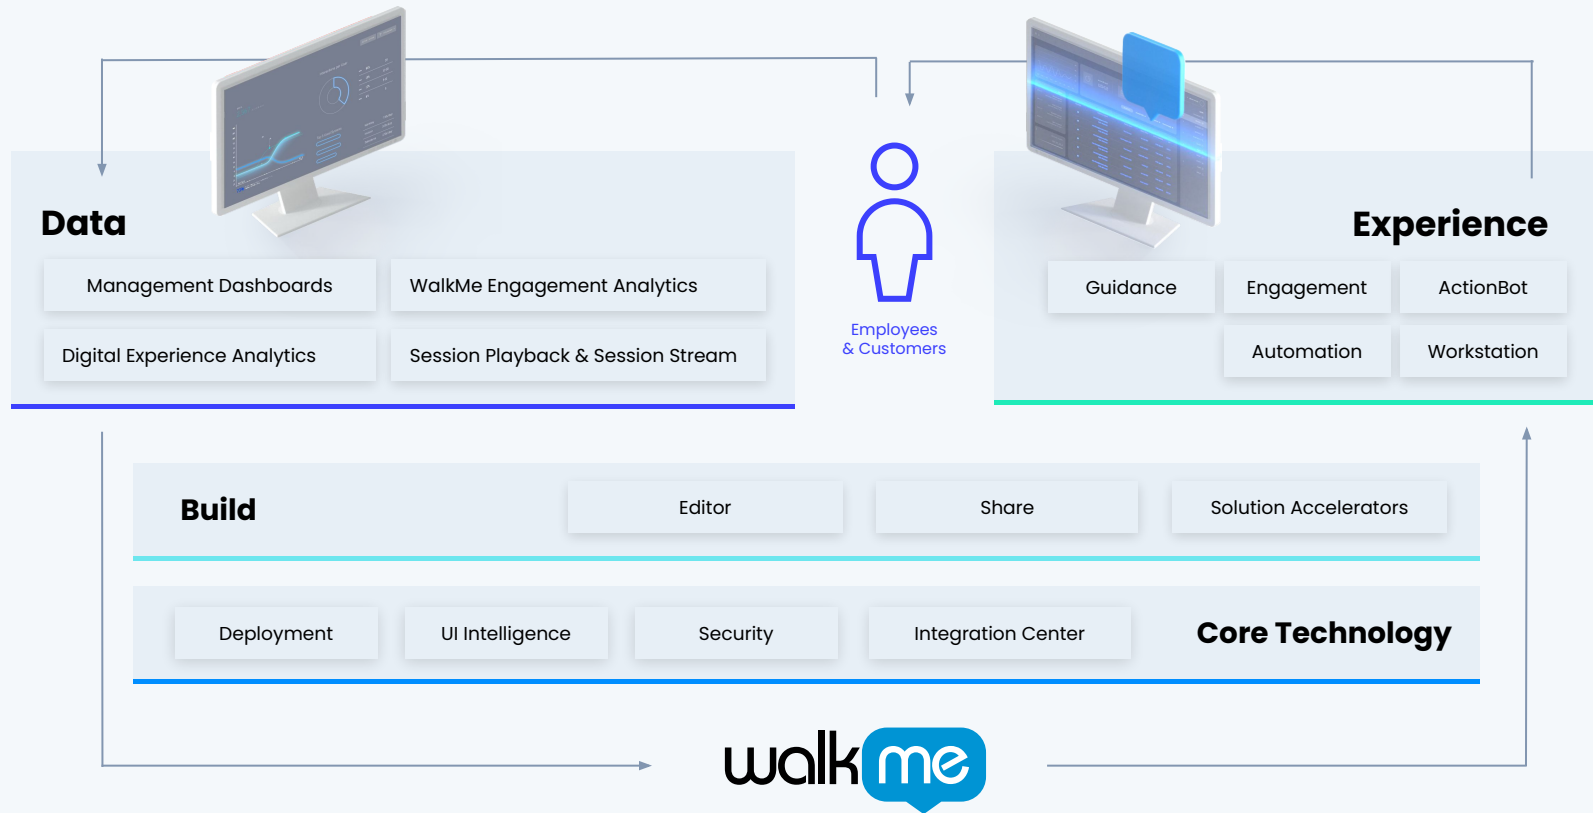 Data
Management Dashboards
WalkMe Engagement Analytics
Digital Experience Analytics
Session Playback & Session Stream
Employees
& Customers
Experience
Guidance
Engagement
ActionBot
Automation
Workstation
Build
Editor
Share
Solution Accelerators
Deployment
UI Intelligence
Security
Integration Center
Core Technology
walkme